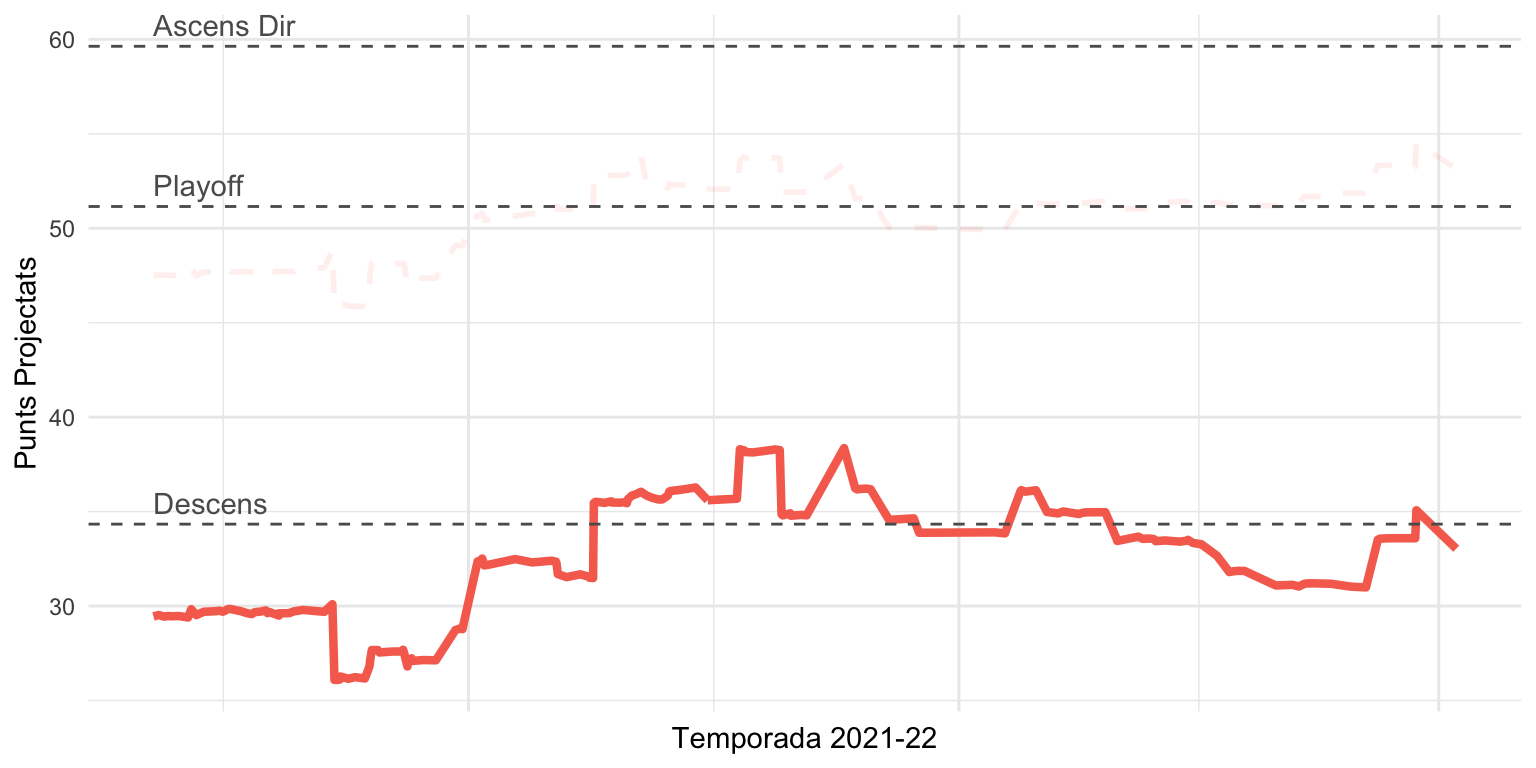 Ascens Dir
60
Playoff
50
Punts Projectats
40
Descens
30
Temporada 2021-22